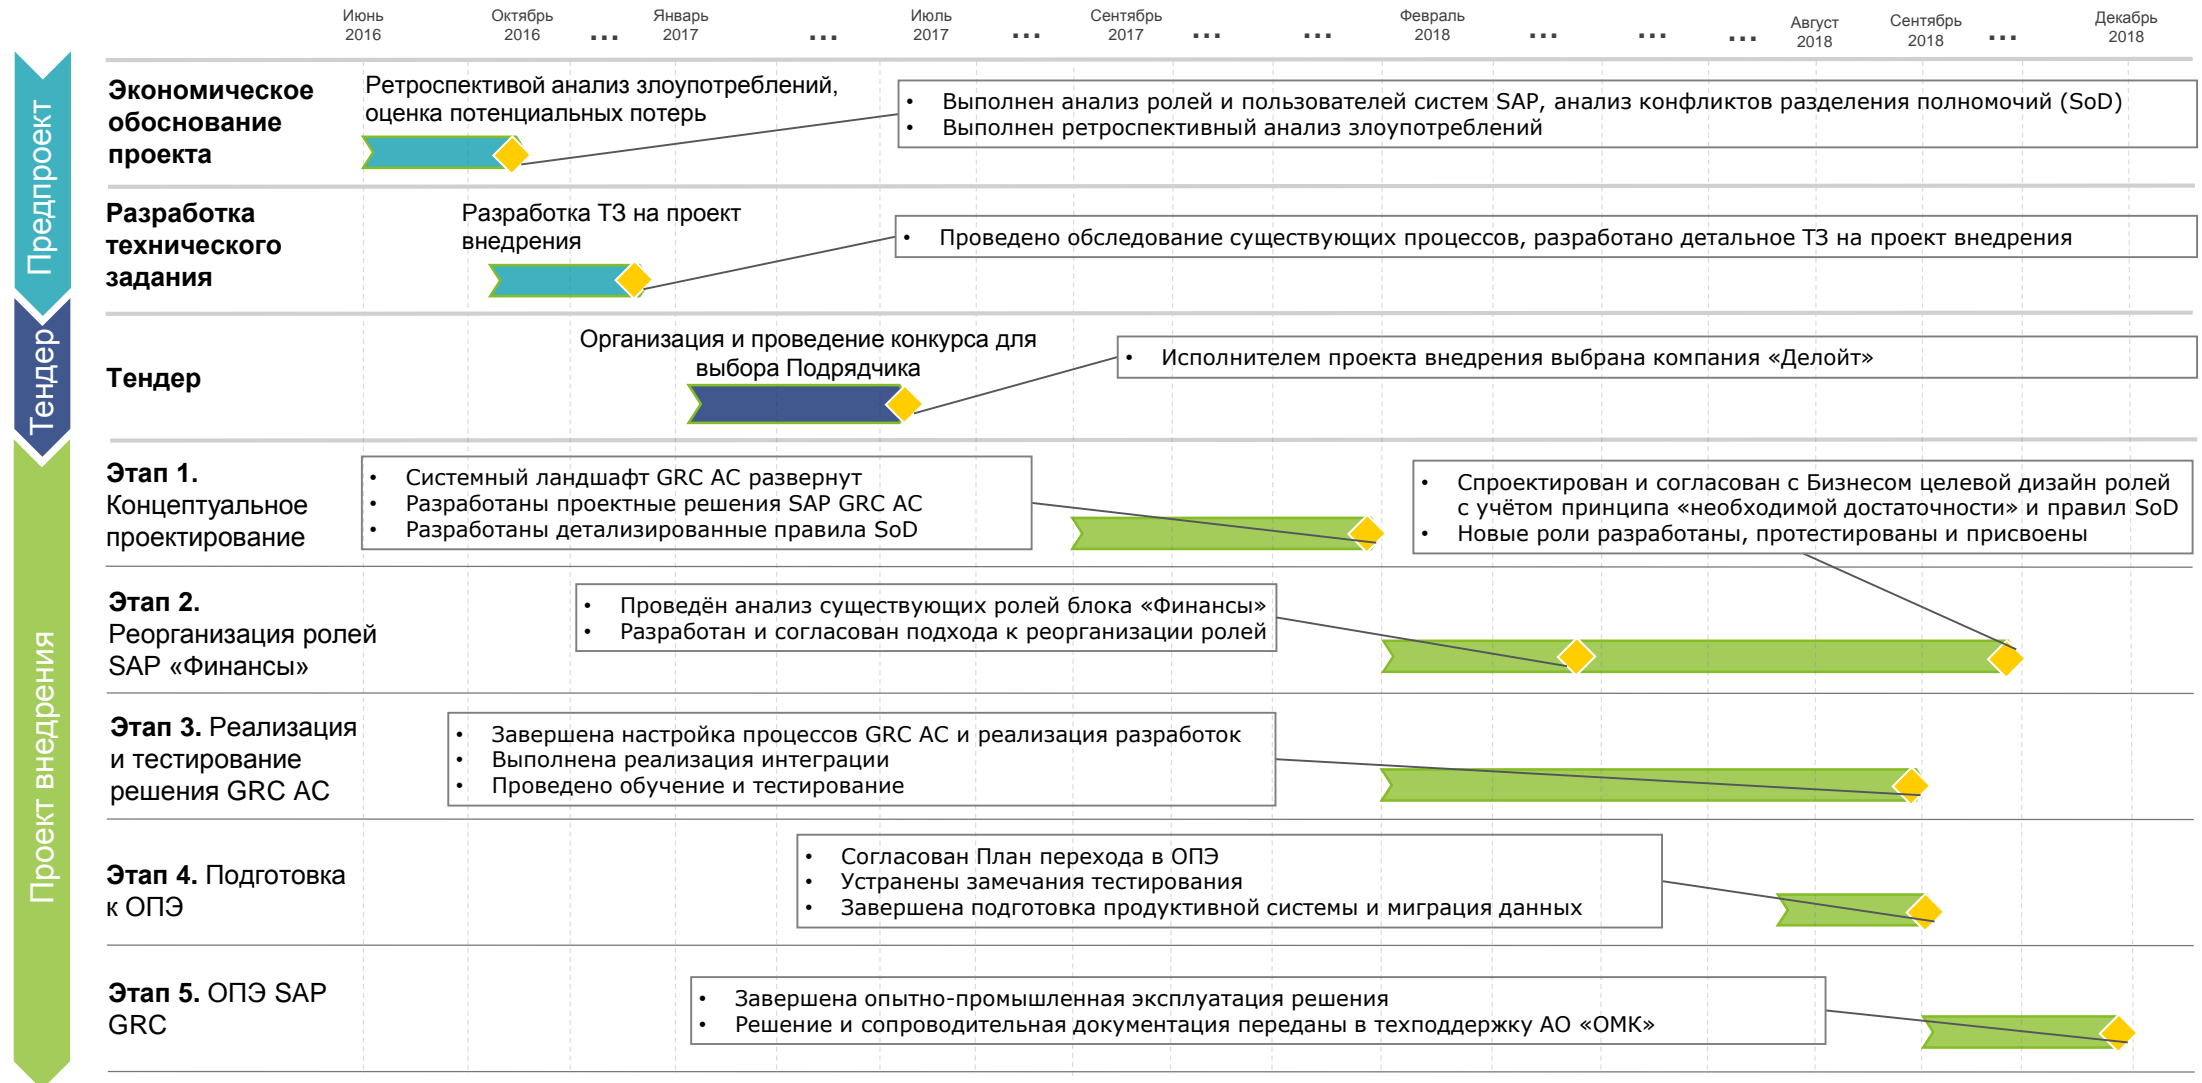 Июнь
2016
Октябрь
2016
...
Январь
2017
...
Июль
2017
...
Сентябрь
2017
...
...
Февраль
2018
...
...
...
Август
2018
Сентябрь
2018
...
Декабрь
2018
Предпроект
Экономическое
обоснование
проекта
Ретроспективой анализ злоупотреблений,
оценка потенциальных потерь
• Выполнен анализ ролей и пользователей систем SAP, анализ конфликтов разделения полномочий (SoD)
• Выполнен ретроспективный анализ злоупотреблений
Разработка
технического
задания
Разработка ТЗ на проект
внедрения
• Проведено обследование существующих процессов, разработано детальное ТЗ на проект внедрения
Тендер
Тендер
Организация и проведение конкурса для
выбора Подрядчика
• Исполнителем проекта внедрения выбрана компания «Делойт»
Проект внедрения
Этап 1.
Концептуальное
проектирование
• Системный ландшафт GRC AC развернут
• Разработаны проектные решения SAP GRC AC
• Разработаны детализированные правила SoD
• Спроектирован и согласован с Бизнесом целевой дизайн ролей
с учётом принципа «необходимой достаточности» и правил SoD
• Новые роли разработаны, протестированы и присвоены
Этап 2.
Реорганизация ролей
SAP «Финансы»
• Проведён анализ существующих ролей блока «Финансы»
• Разработан и согласован подхода к реорганизации ролей
Этап 3. Реализация
и тестирование
решения GRC AC
• Завершена настройка процессов GRC AC и реализация разработок
• Выполнена реализация интеграции
• Проведено обучение и тестирование
Этап 4. Подготовка
к ОПЭ
• Согласован План перехода в ОПЭ
• Устранены замечания тестирования
• Завершена подготовка продуктивной системы и миграция данных
Этап 5. ОПЭ SAP
GRC
• Завершена опытно-промышленная эксплуатация решения
• Решение и сопроводительная документация переданы в техподдержку АО «ОМК»